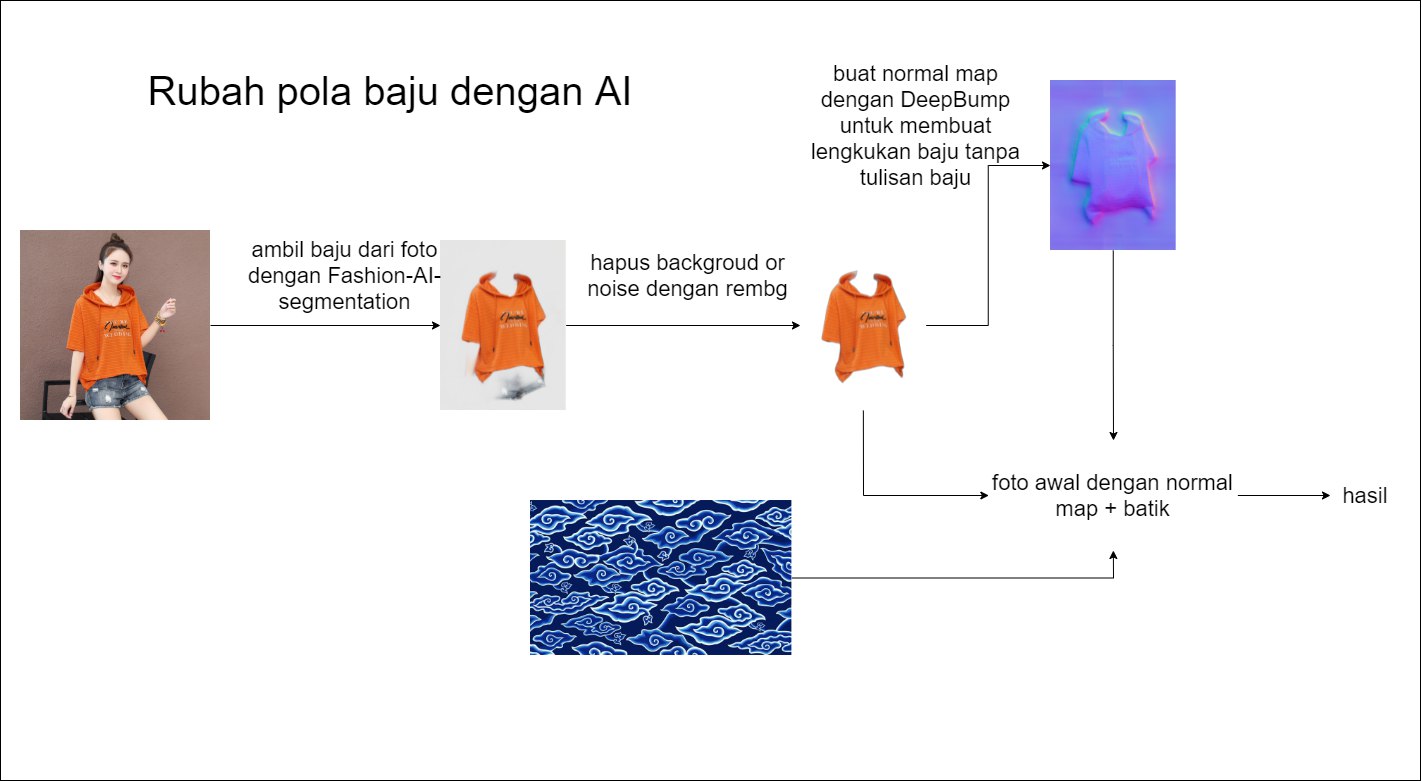 Rubah pola baju dengan AI
buat normal map
dengan DeepBump
untuk membuat
lengkukan baju tanpa
tulisan baju
ambil baju dari foto
dengan Fashion-AI-
segmentation
hapus backgroud or
noise dengan rembg
foto awal dengan normal
map + batik
hasil